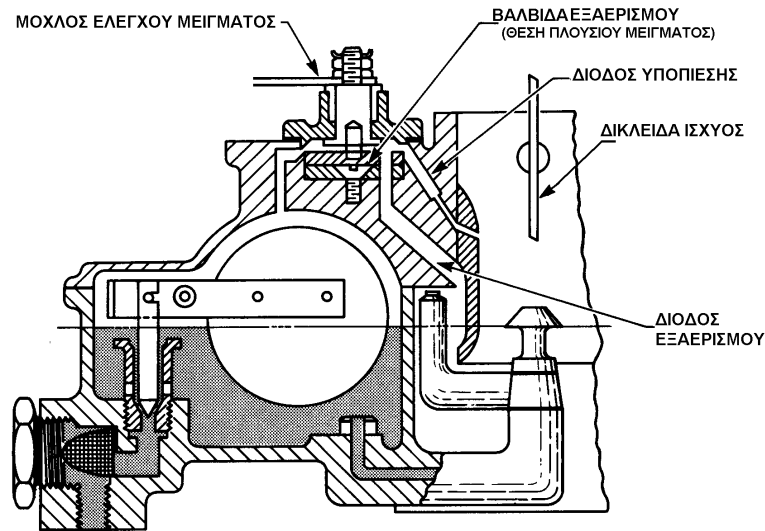 ΜΟΧΛΟΣ ΕΛΕΓΧΟΥ ΜΕΙΓΜΑΤΟΣ
ΒΑΛΒΙΔΑ ΕΞΑΕΡΙΣΜΟΥ
(ΘΕΣΗ ΠΛΟΥΣΙΟΥ ΜΕΙΓΜΑΤΟΣ)
ΔΙΟΔΟΣ ΥΠΟΠΙΕΣΗΣ
ΔΙΚΛΕΙΔΑ ΙΣΧΥΟΣ
ΔΙΟΔΟΣ
ΕΞΑΕΡΙΣΜΟΥ